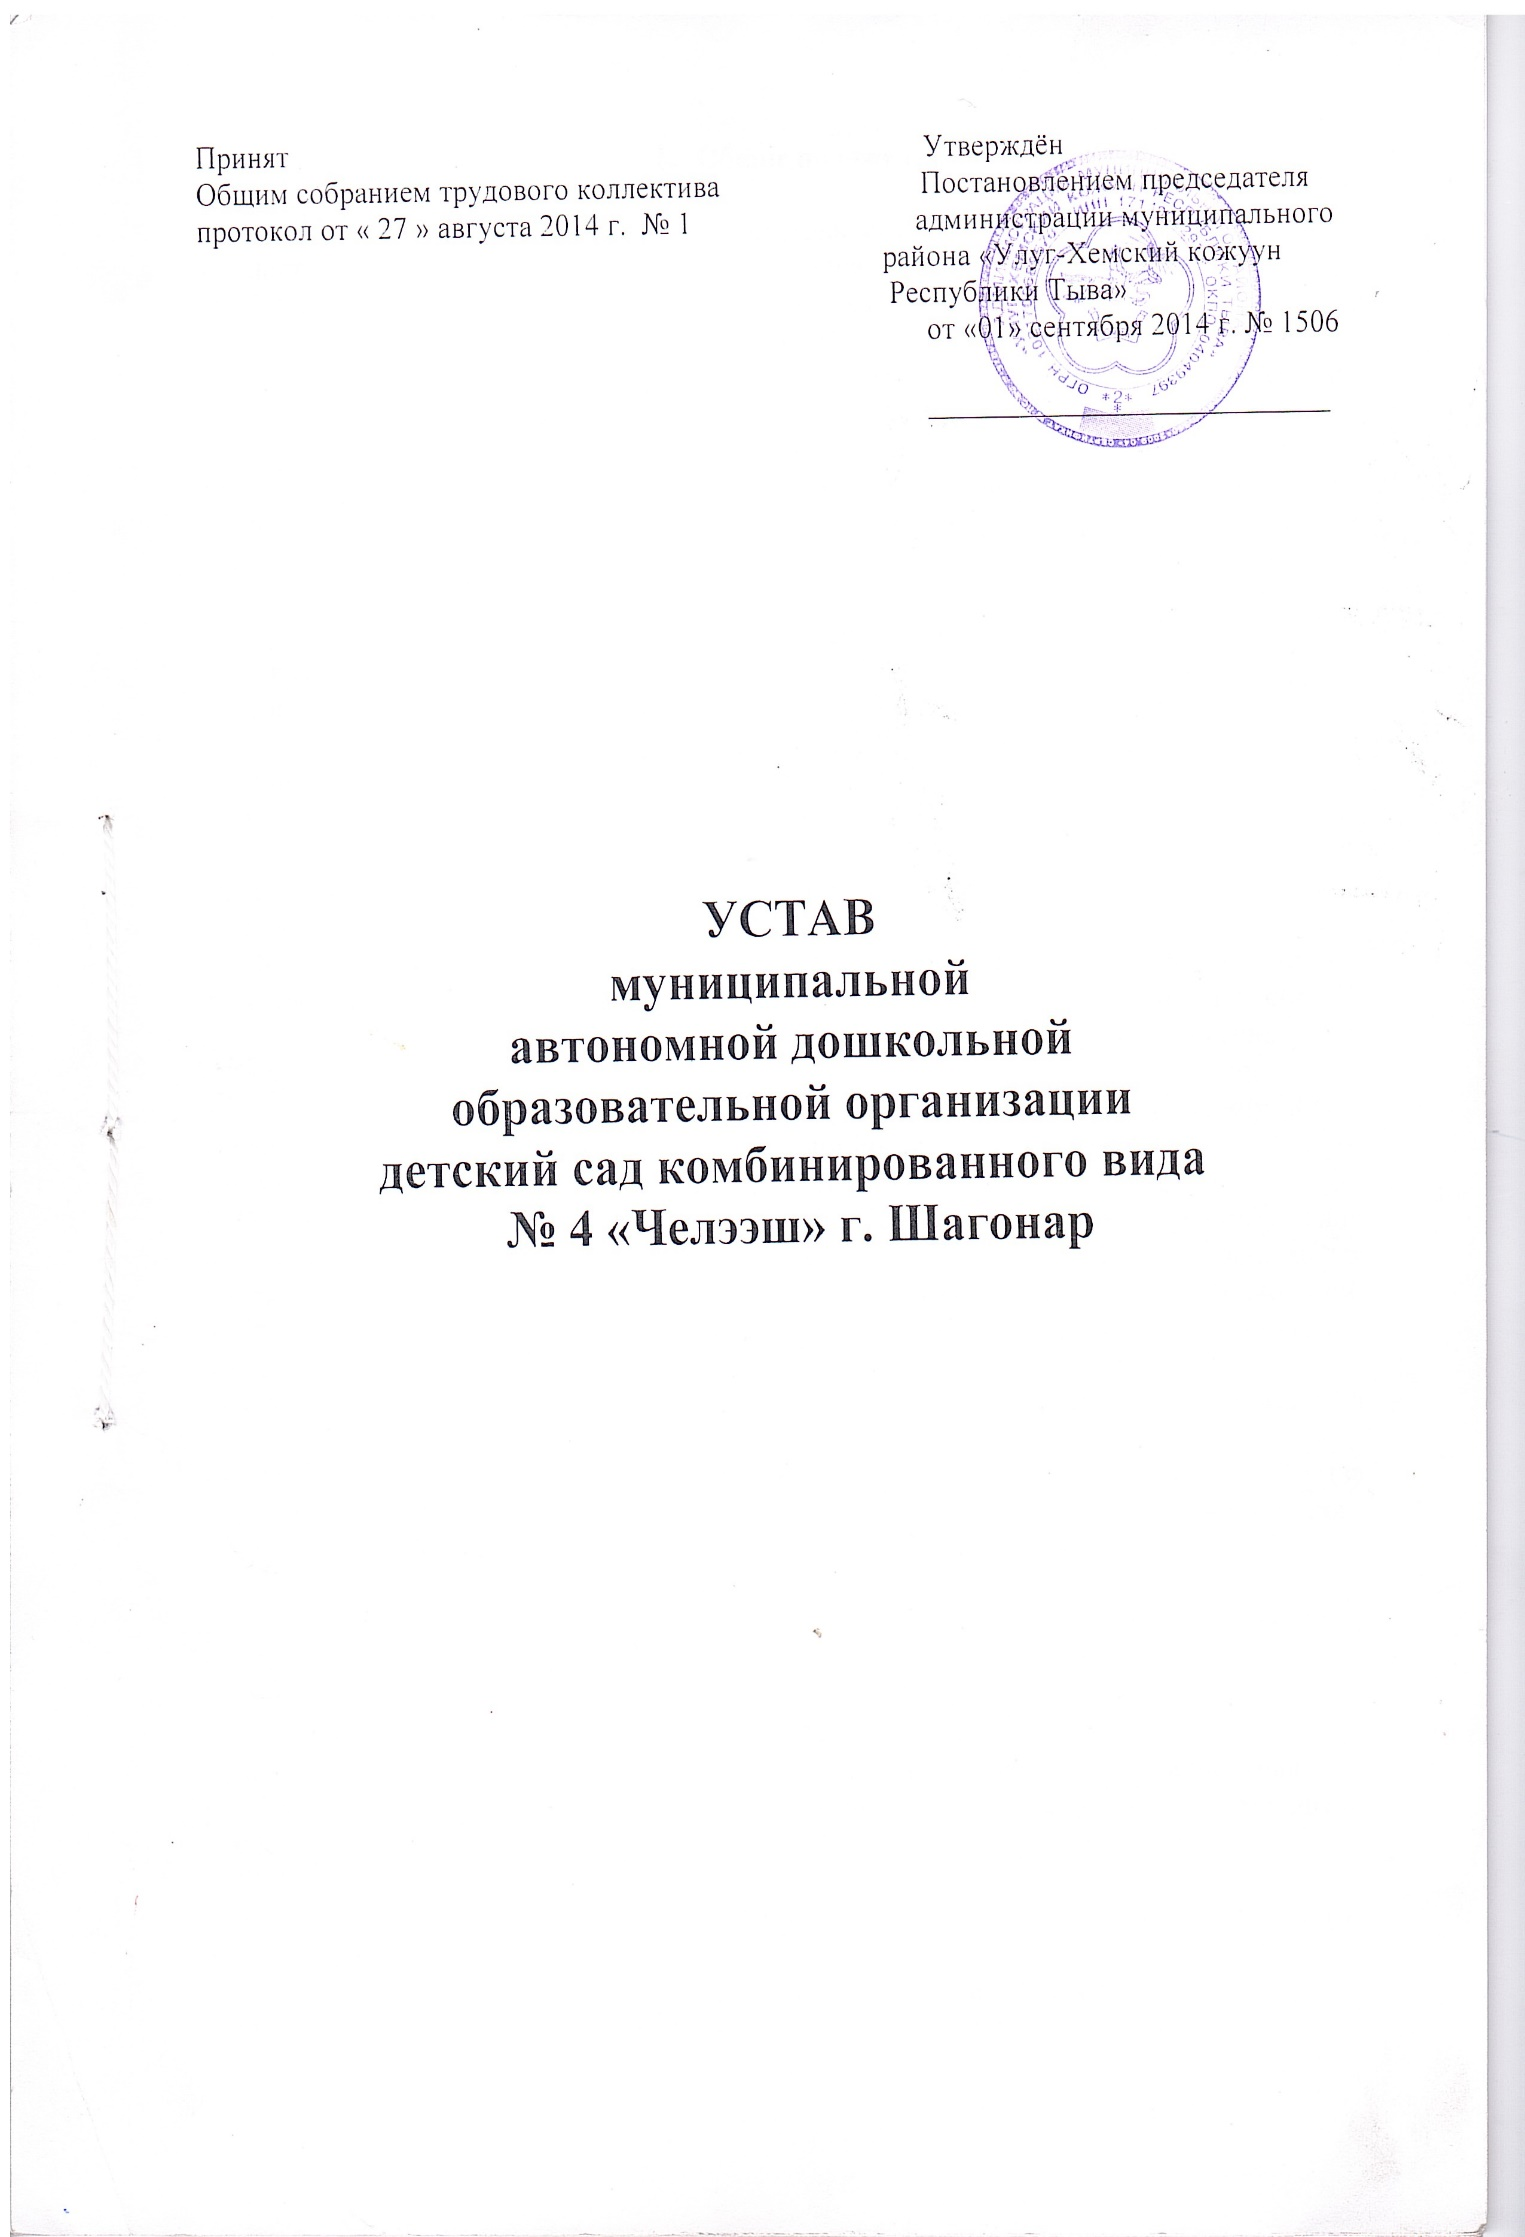 Принят
Общим собранием трудового коллектива
протокол от « 27 » августа 2014 г. № 1
Утверждён
Постановлением председателя
администрации муниципального
района «Улуг-Хемский кожуун
Республики Тыва»
от «01» сентября 2014 г. № 1506
УСТАВ
муниципальной
автономной дошкольной
образовательной организации
детский сад комбинированного вида
№ 4 «Челээш» г. Шагонар